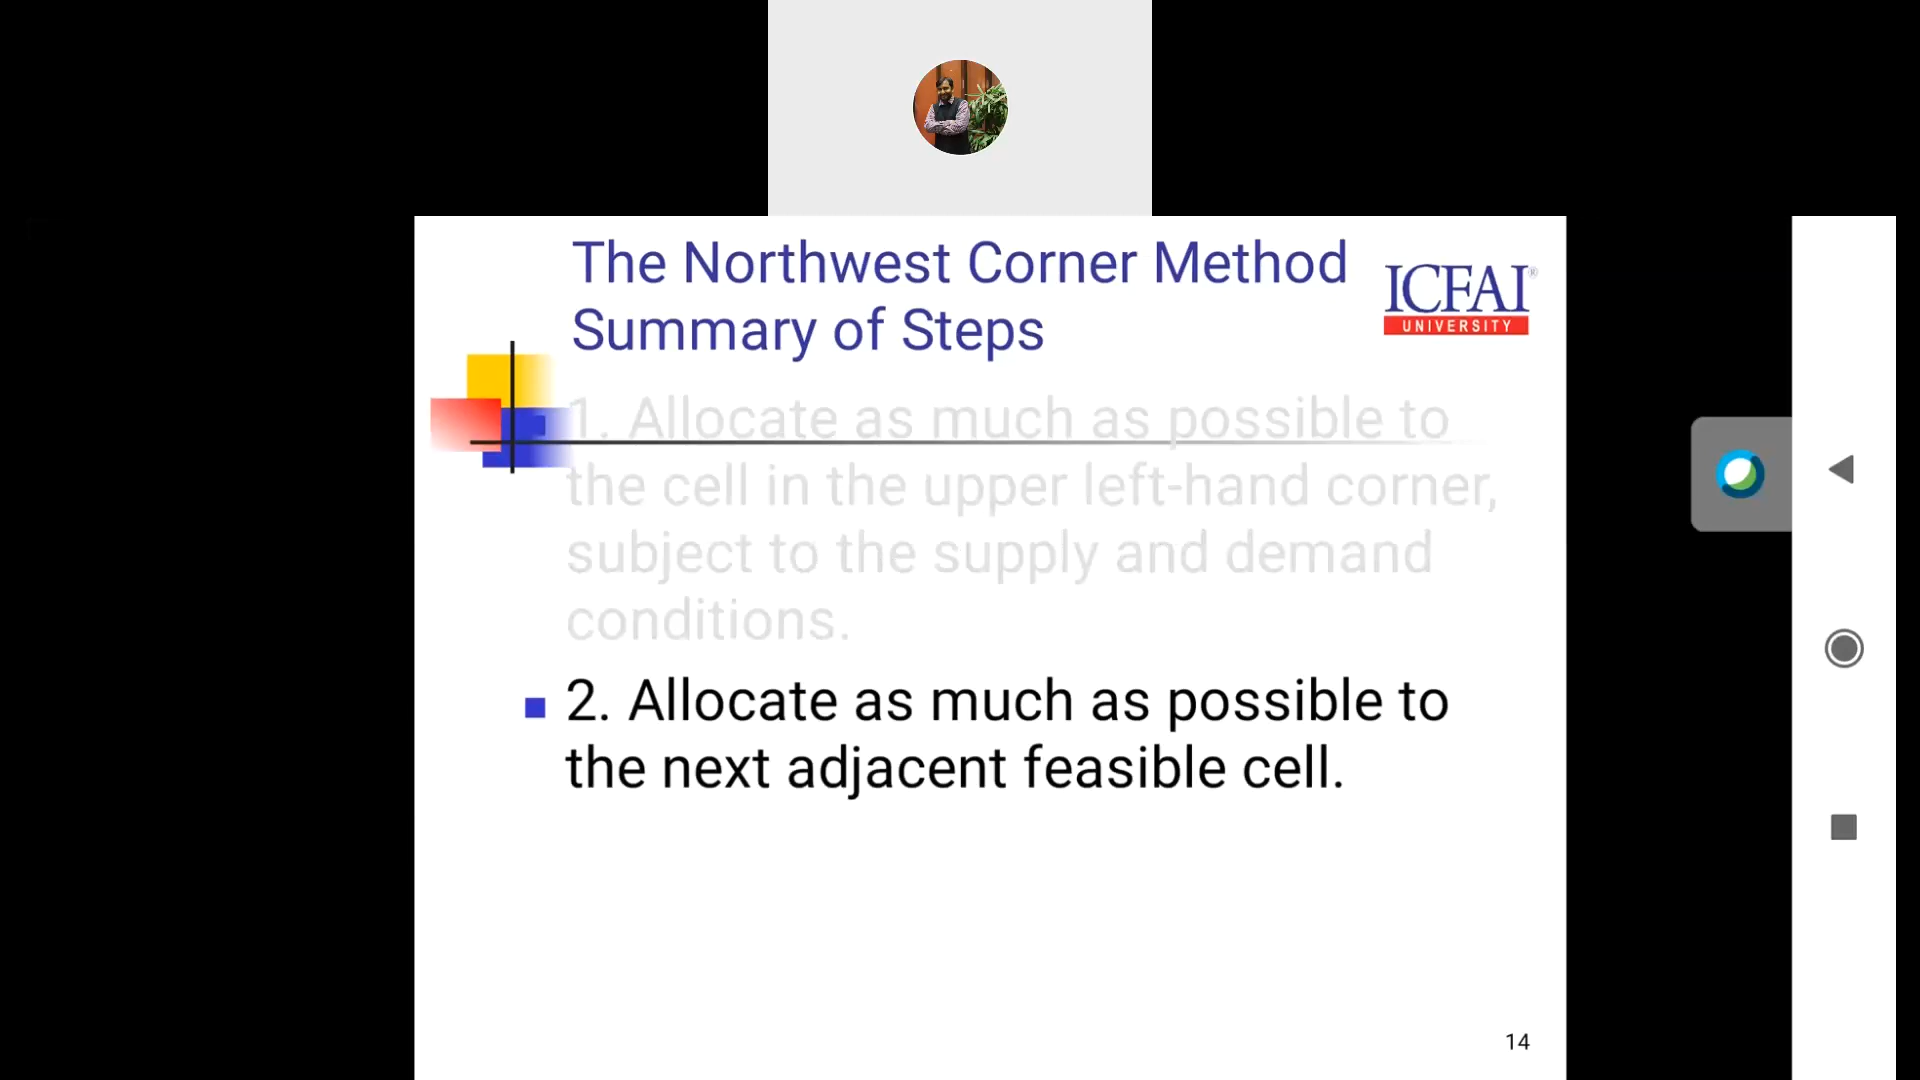 The Northwest Corner Method
Summary of Steps
ICFAI®
UNIVERSITY
1. Allocate as much as possible to
the cell in the upper left-hand corner,
subject to the supply and demand
conditions.
2. Allocate as much as possible to
the next adjacent feasible cell.
14